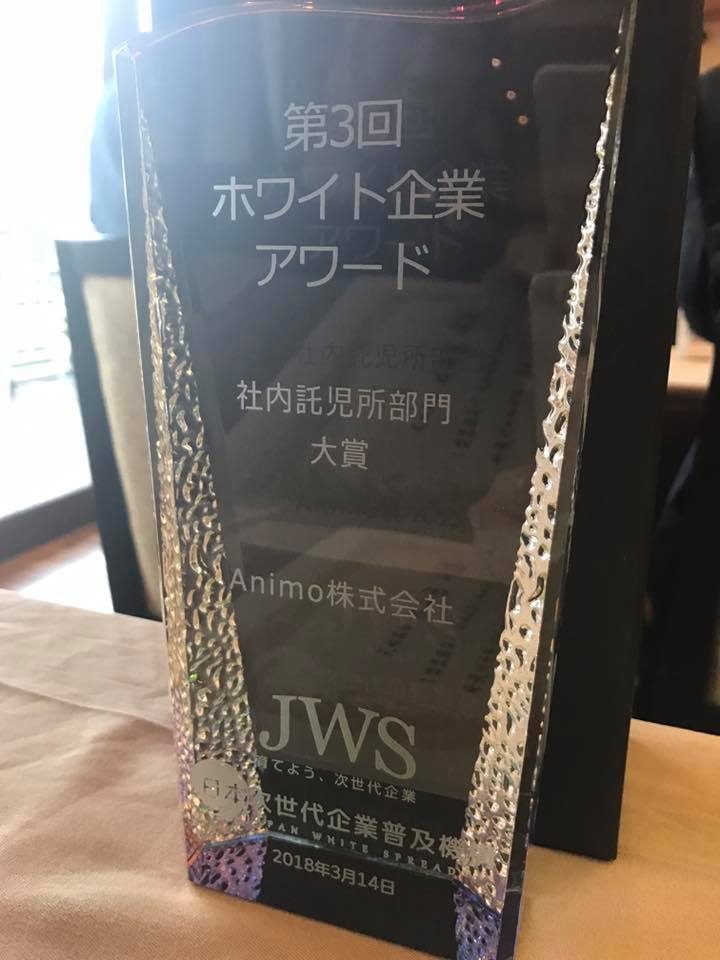 第3回
ホワイト企業
アワード
社内託児所部門
大賞
Animo株式会社
JWS
育てよう、次世代企業
日本次世代企業普及機構
JAPAN WHITE SPREAD
2018年3月14日